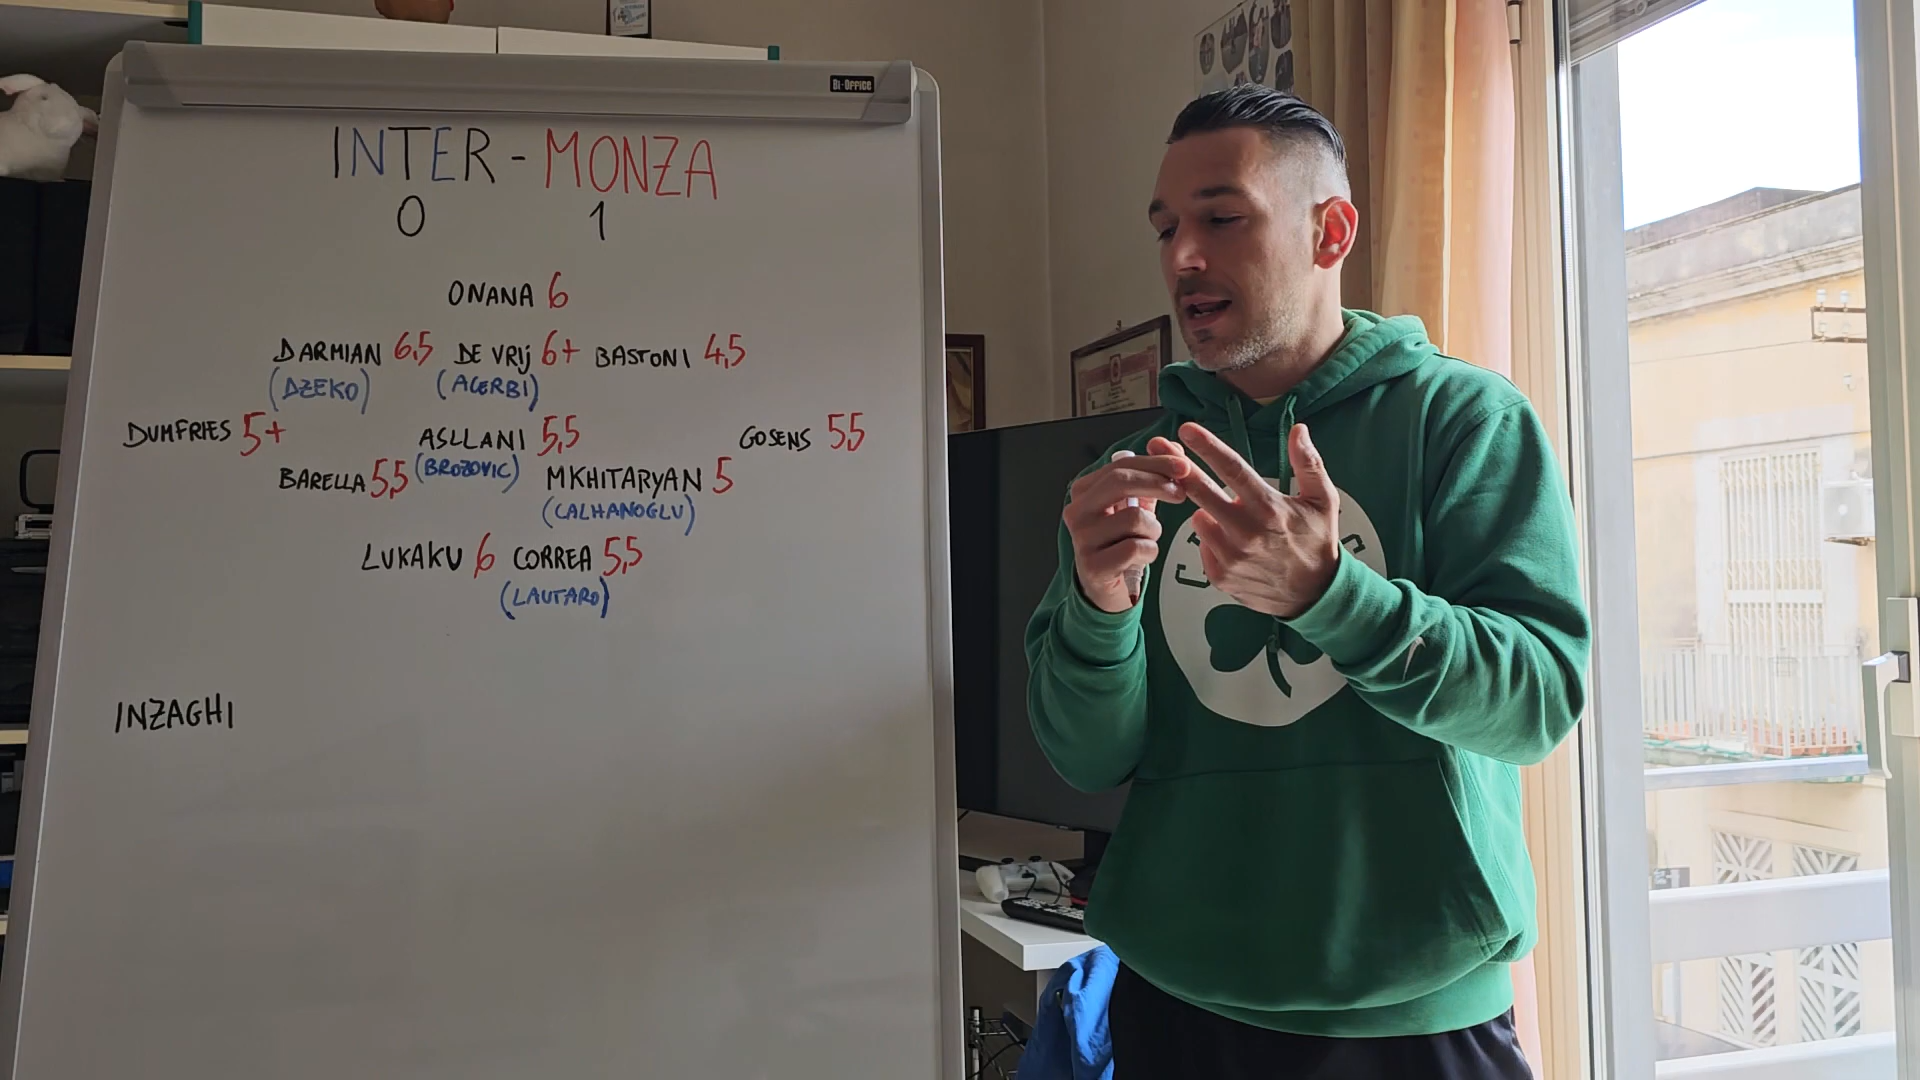 Bi-Office
INTER - MONZA
0 1
ONANA 6
DARMIAN 6,5 DE VRIJ 6+ BASTONI 4,5
(DZEKO) (ACERBI)
DUMFRIES 5+ ASLLANI 5,5 GOSENS 5,5
BARELLA 5,5 (BROZOVIC) MKHITARYAN 5
(CALHANOGLU)
LUKAKU 6 CORREA 5,5
(LAUTARO)
INZAGHI